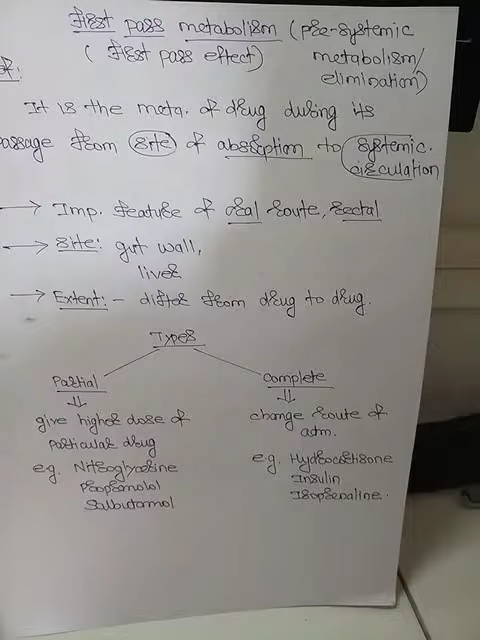 First pass metabolism (pre-systemic
( First pass effect) metabolism/
elimination)
of:
It is the meta. of drug during its
passage from site of absorption to systemic.
circulation
→ Imp. feature of oral route, rectal
→ Site: gut wall,
liver
→ Extent: - differ from drug to drug.
Types
Partial
⇓
give higher dose of
particular drug
e.g. Nitroglycrine
Propranolol
Salbutamol
complete
⇓
change route of
adm.
e.g. Hydrocortisone
Insulin
Isoprenaline.